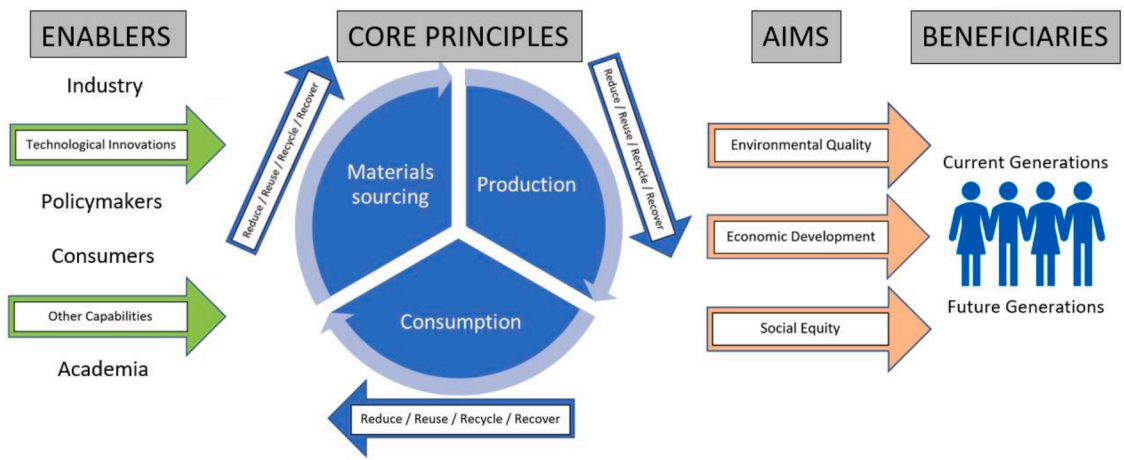 ENABLERS
Industry
Technological Innovations
Policymakers
Consumers
Other Capabilities
Academia
CORE PRINCIPLES
Reduce / Reuse / Recycle / Recover
Materials
sourcing
Production
Consumption
Reduce / Reuse / Recycle / Recover
Reduce / Reuse / Recycle / Recover
AIMS
Environmental Quality
Economic Development
Social Equity
BENEFICIARIES
Current Generations
Future Generations